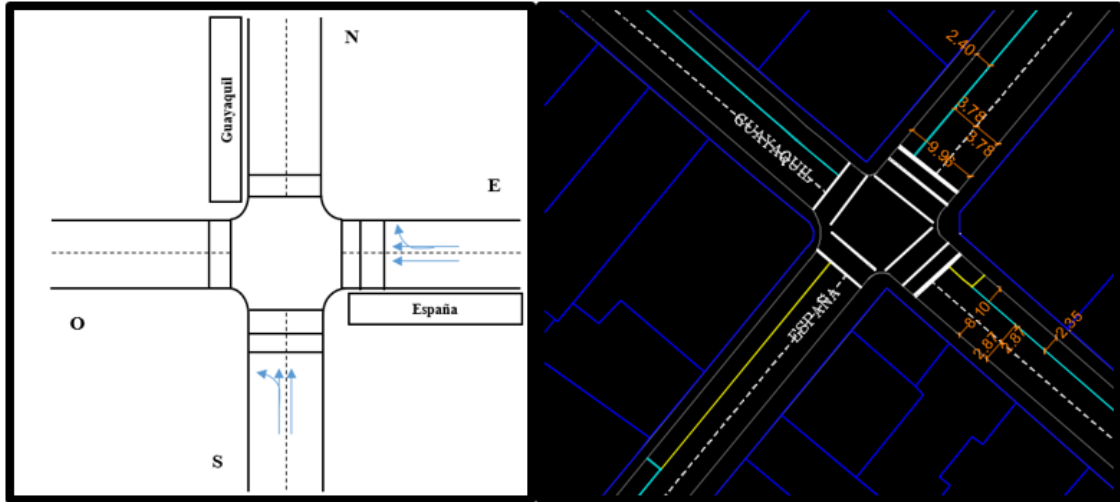 N
Guayaquil
E
España
O
S
2.40
3.78
3.78
9.96
GUAYAQUIL
ESPAÑA
8.10
2.87
2.87
2.35